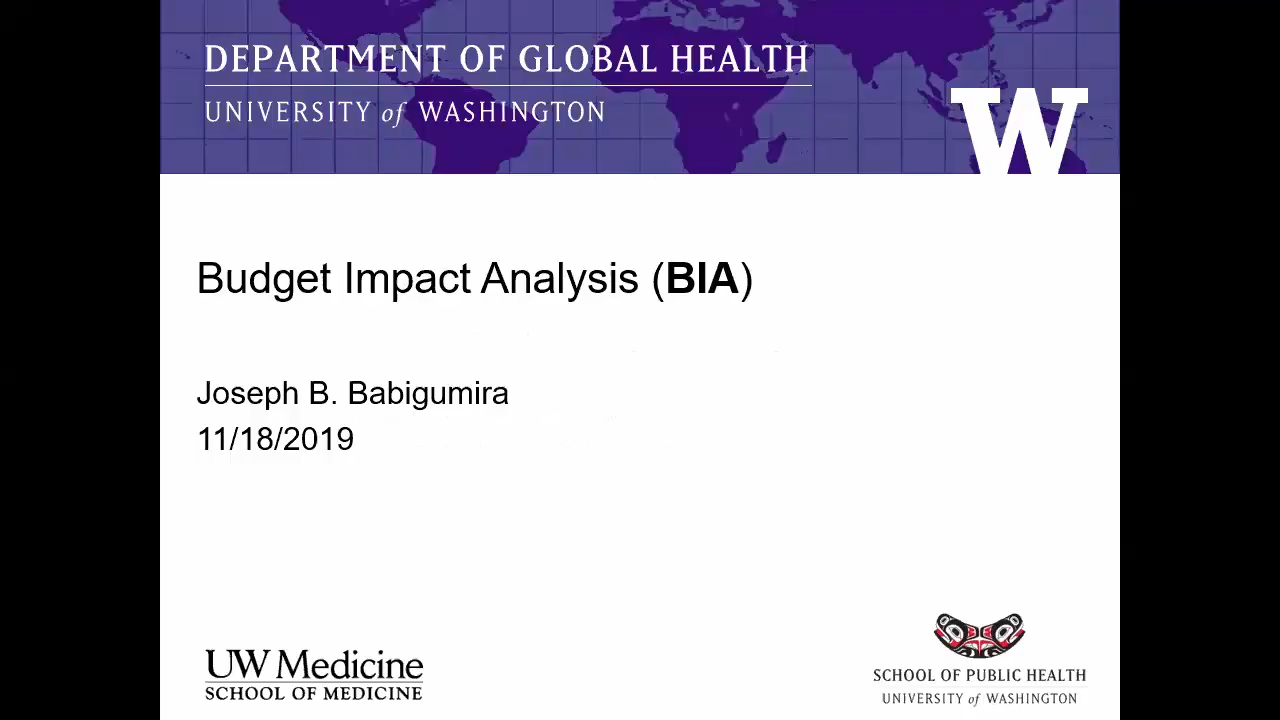 DEPARTMENT OF GLOBAL HEALTH
UNIVERSITY of WASHINGTON
W
Budget Impact Analysis (BIA)
Joseph B. Babigumira
11/18/2019
UW Medicine
SCHOOL OF MEDICINE
SCHOOL OF PUBLIC HEALTH
UNIVERSITY of WASHINGTON